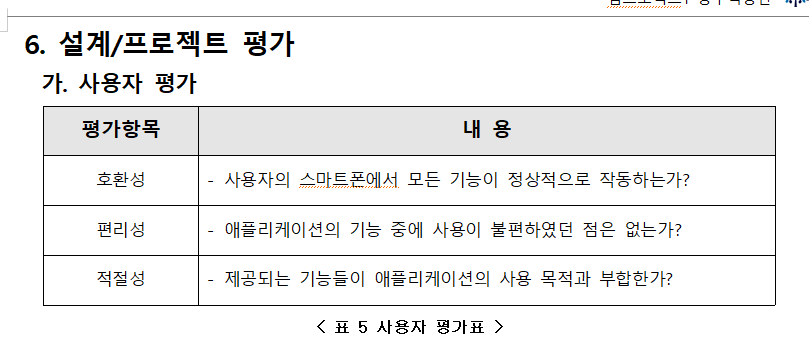 6. 설계/프로젝트 평가
가. 사용자 평가
평가항목 내 용
호환성 - 사용자의 스마트폰에서 모든 기능이 정상적으로 작동하는가?
편리성 - 애플리케이션의 기능 중에 사용이 불편하였던 점은 없는가?
적절성 - 제공되는 기능들이 애플리케이션의 사용 목적과 부합한가?
< 표 5 사용자 평가표 >